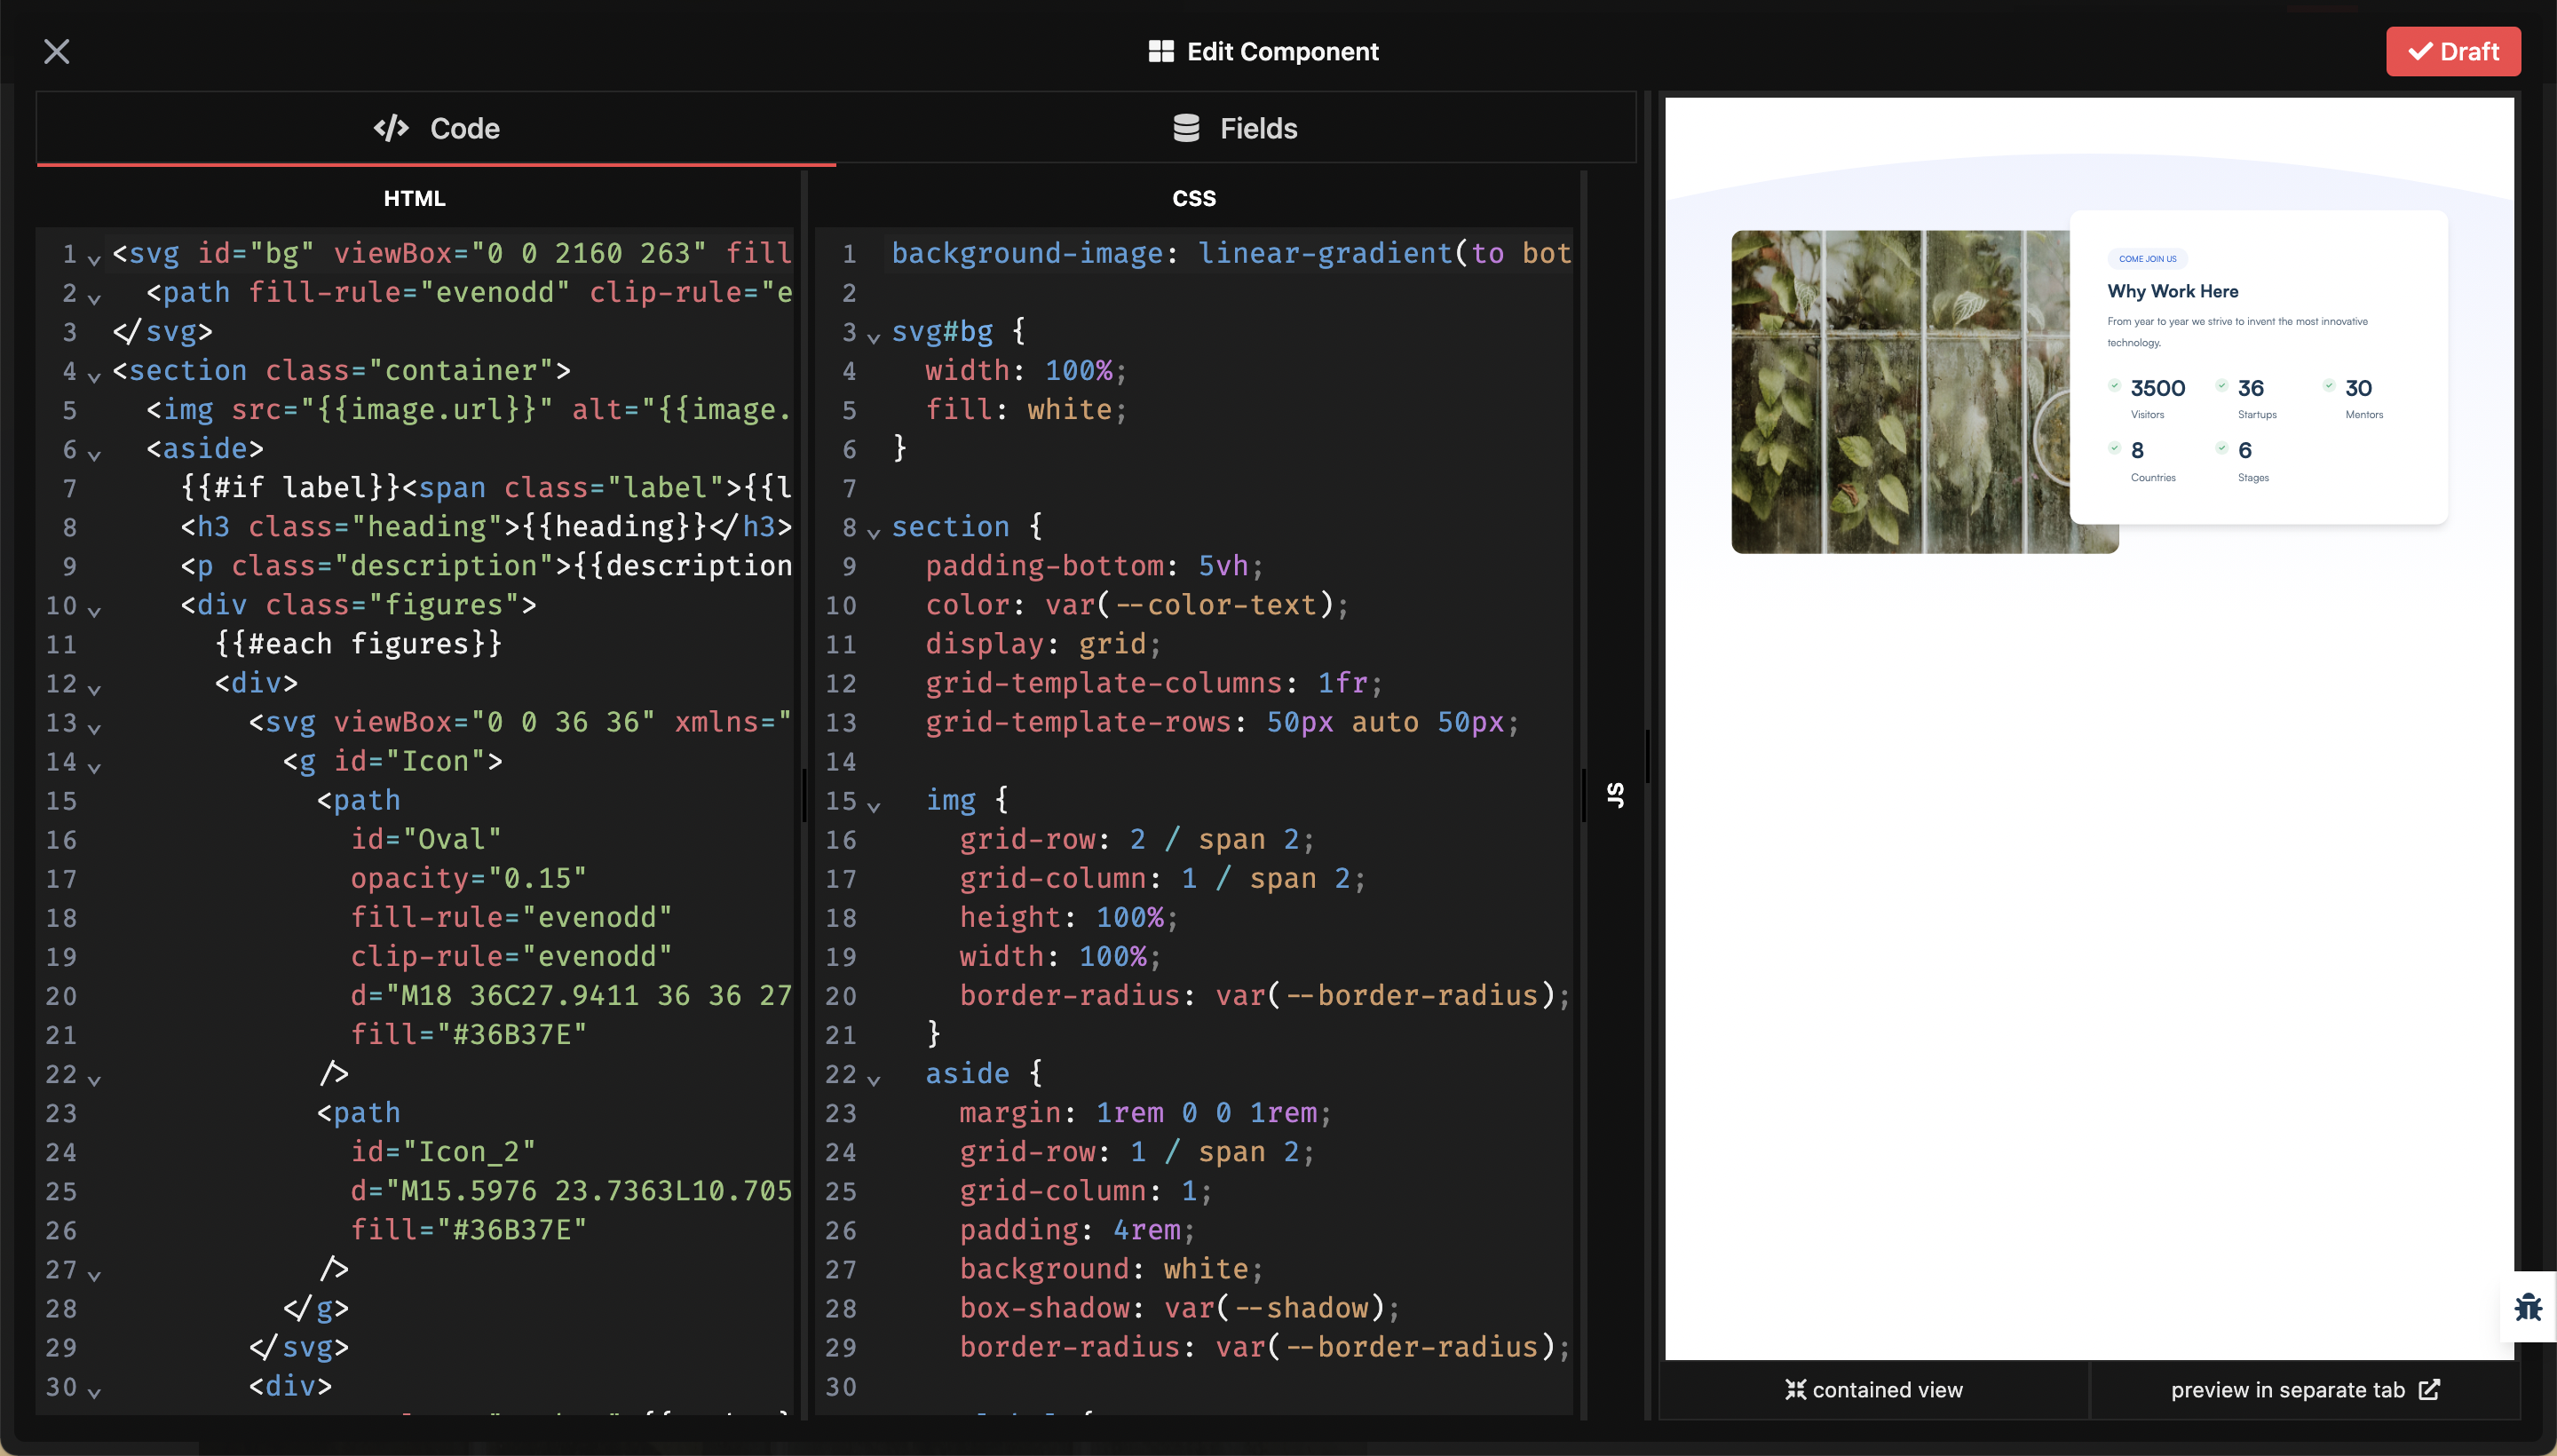 Edit Component
Draft
Code
Fields
HTML
1 <svg id="bg" viewBox="0 0 2160 263" fill
2 <path fill-rule="evenodd" clip-rule="e
3 </svg>
4 <section class="container">
5 <img src="{{image.url}}" alt="{{image.
6 <aside>
7 {{#if label}}<span class="label">{{l
8 <h3 class="heading">{{heading}}</h3>
9 <p class="description">{{description
10 <div class="figures">
11 {{#each figures}}
12 <div>
13 <svg viewBox="0 0 36 36" xmlns="
14 <g id="Icon">
15 <path
16 id="Oval"
17 opacity="0.15"
18 fill-rule="evenodd"
19 clip-rule="evenodd"
20 d="M18 36C27.9411 36 36 27
21 fill="#36B37E"
22 />
23 <path
24 id="Icon_2"
25 d="M15.5976 23.7363L10.705
26 fill="#36B37E"
27 />
28 </g>
29 </svg>
30 <div>
CSS
1 background-image: linear-gradient(to bot
2
3 svg#bg {
4 width: 100%;
5 fill: white;
6 }
7
8 section {
9 padding-bottom: 5vh;
10 color: var(--color-text);
11 display: grid;
12 grid-template-columns: 1fr;
13 grid-template-rows: 50px auto 50px;
14
15 img {
16 grid-row: 2 / span 2;
17 grid-column: 1 / span 2;
18 height: 100%;
19 width: 100%;
20 border-radius: var(--border-radius);
21 }
22 aside {
23 margin: 1rem 0 0 1rem;
24 grid-row: 1 / span 2;
25 grid-column: 1;
26 padding: 4rem;
27 background: white;
28 box-shadow: var(--shadow);
29 border-radius: var(--border-radius);
30
JS
COME JOIN US
Why Work Here
From year to year we strive to invent the most innovative
technology.
3500
Visitors
36
Startups
30
Mentors
8
Countries
6
Stages
contained view
preview in separate tab